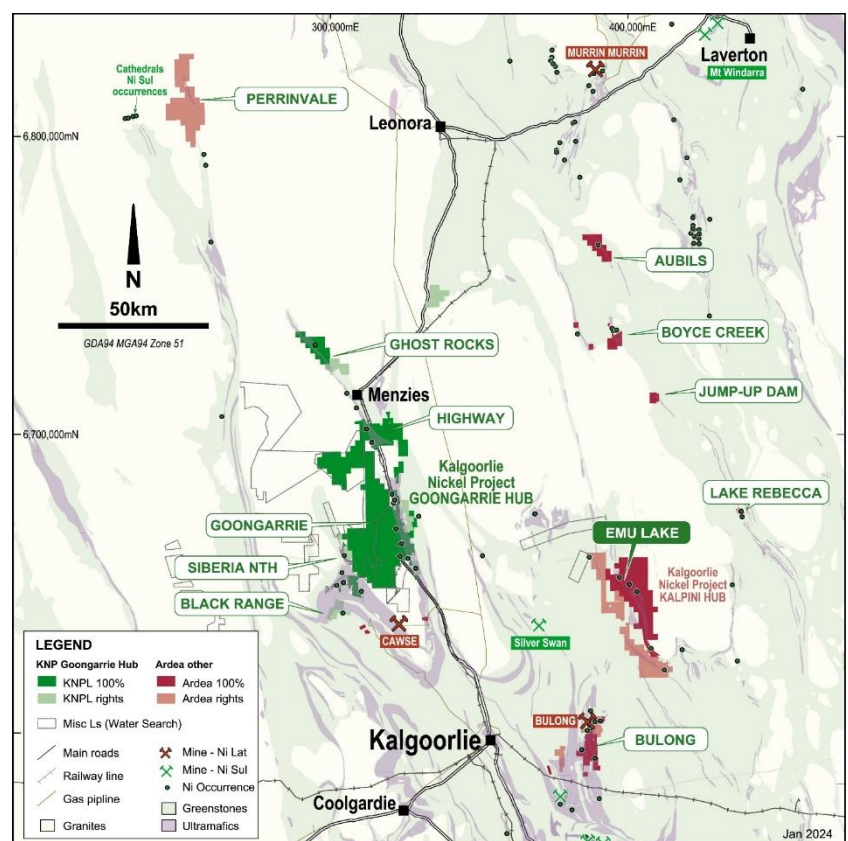 300,000mE
400,000mE
MURRIN MURRIN
Laverton
Mt Windarra
Cathedrals
Ni Sul
occurrences
PERRINVALE
Leonora
6,800,000mN
N
50km
GDA94 MGA94 Zone 51
AUBILS
BOYCE CREEK
GHOST ROCKS
Menzies
JUMP-UP DAM
HIGHWAY
6,700,000mN
Kalgoorlie
Nickel Project
GOONGARRIE HUB
LAKE REBECCA
GOONGARRIE
EMU LAKE
SIBERIA NTH
Kalgoorlie
Nickel Project
KALPINI HUB
BLACK RANGE
CAWSE
Silver Swan
BULONG
BULONG
Kalgoorlie
Coolgardie
LEGEND
KNP Goongarrie Hub
Ardea other
KNPL 100%
Ardea 100%
KNPL rights
Ardea rights
Misc Ls (Water Search)
Main roads
Mine - Ni Lat
Railway line
Mine - Ni Sul
Ni Occurrence
Gas pipline
Greenstones
Granites
Ultramafics
Jan 2024